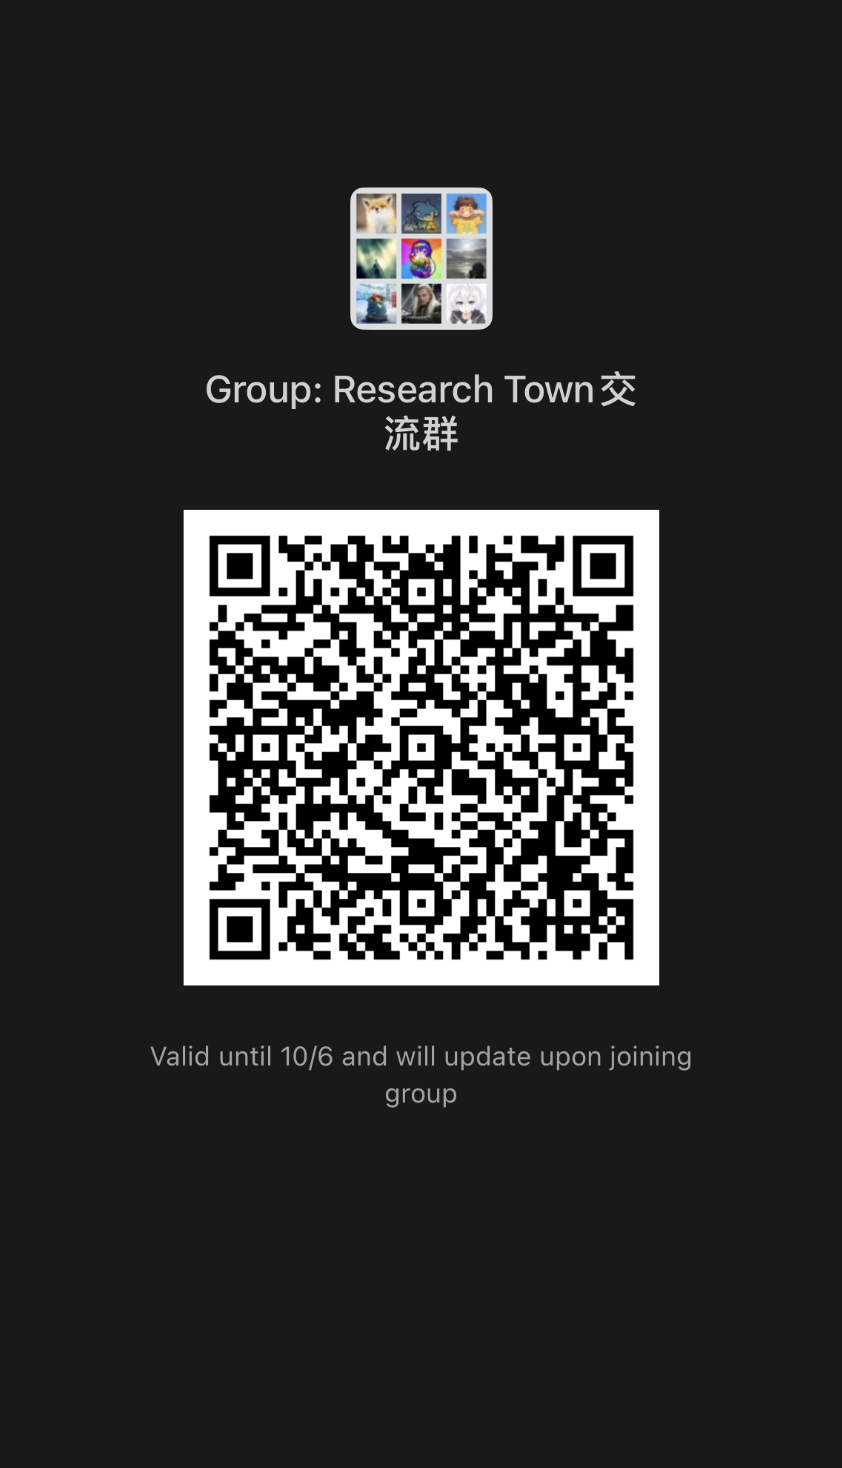 Group: Research Town交
流群
Valid until 10/6 and will update upon joining
group